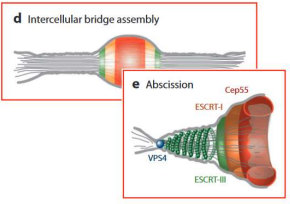 d Intercellular bridge assembly
e Abscission
Cep55
ESCRT-I
VPS4
ESCRT-III